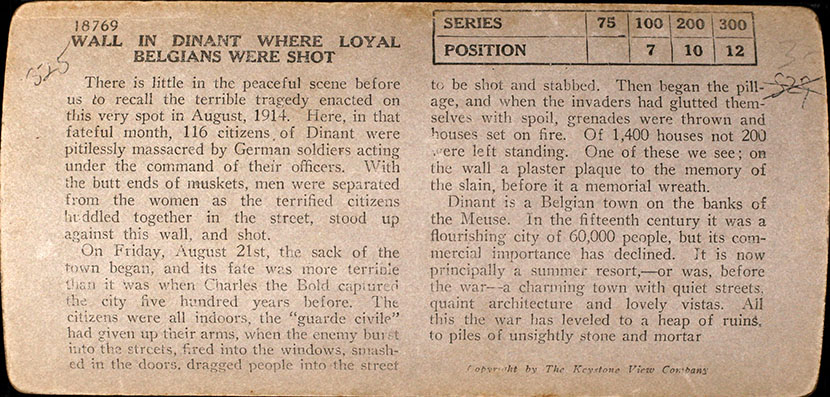 18769
WALL IN DINANT WHERE LOYAL
BELGIANS WERE SHOT
There is little in the peaceful scene before
us to recall the terrible tragedy enacted on
this very spot in August, 1914. Here, in that
fateful month, 116 citizens of Dinant were
pitilessly massacred by German soldiers acting
under the command of their officers. With
the butt ends of muskets, men were separated
from the women as the terrified citizens
huddled together in the street, stood up
against this wall, and shot.
On Friday, August 21st, the sack of the
town began, and its fate was more terrible
than it was when Charles the Bold captured
the city five hundred years before. The
citizens were all indoors, the "guarde civile"
had given up their arms, when the enemy burst
into the streets, fired into the windows, smash-
ed in the doors, dragged people into the street
SERIES 75 100 200 300
POSITION 7 10 12
to be shot and stabbed. Then began the pill-
age, and when the invaders had glutted them-
selves with spoil, grenades were thrown and
houses set on fire. Of 1,400 houses not 200
were left standing. One of these we see; on
the wall a plaster plaque to the memory of
the slain, before it a memorial wreath.
Dinant is a Belgian town on the banks of
the Meuse. In the fifteenth century it was a
flourishing city of 60,000 people, but its com-
mercial importance has declined. It is now
principally a summer resort,—or was, before
the war—a charming town with quiet streets,
quaint architecture and lovely vistas. All
this the war has leveled to a heap of ruins,
to piles of unsightly stone and mortar
Copyright by The Keystone View Company
525